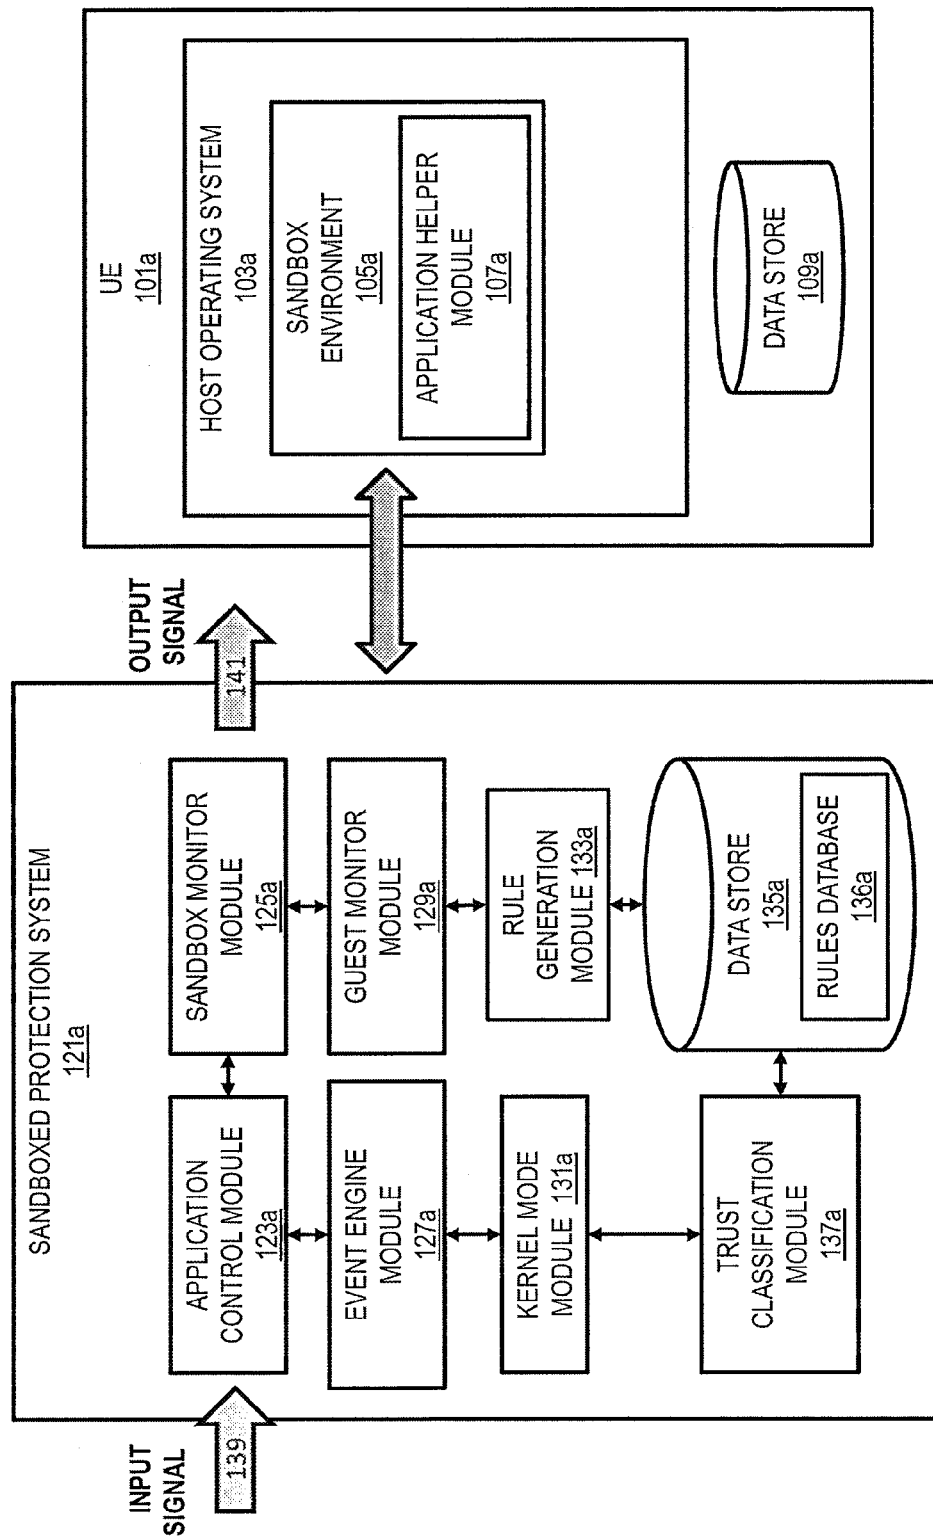 SANDBOXED PROTECTION SYSTEM
121a
INPUT
SIGNAL
139
APPLICATION
CONTROL MODULE
123a
EVENT ENGINE
MODULE
127a
KERNEL MODE
MODULE 131a
TRUST
CLASSIFICATION
MODULE
137a
SANDBOX MONITOR
MODULE
125a
GUEST MONITOR
MODULE
129a
RULE
GENERATION
MODULE 133a
DATA STORE
135a
RULES DATABASE
136a
OUTPUT
SIGNAL
141
UE
101a
HOST OPERATING SYSTEM
103a
SANDBOX
ENVIRONMENT
105a
APPLICATION HELPER
MODULE
107a
DATA STORE
109a